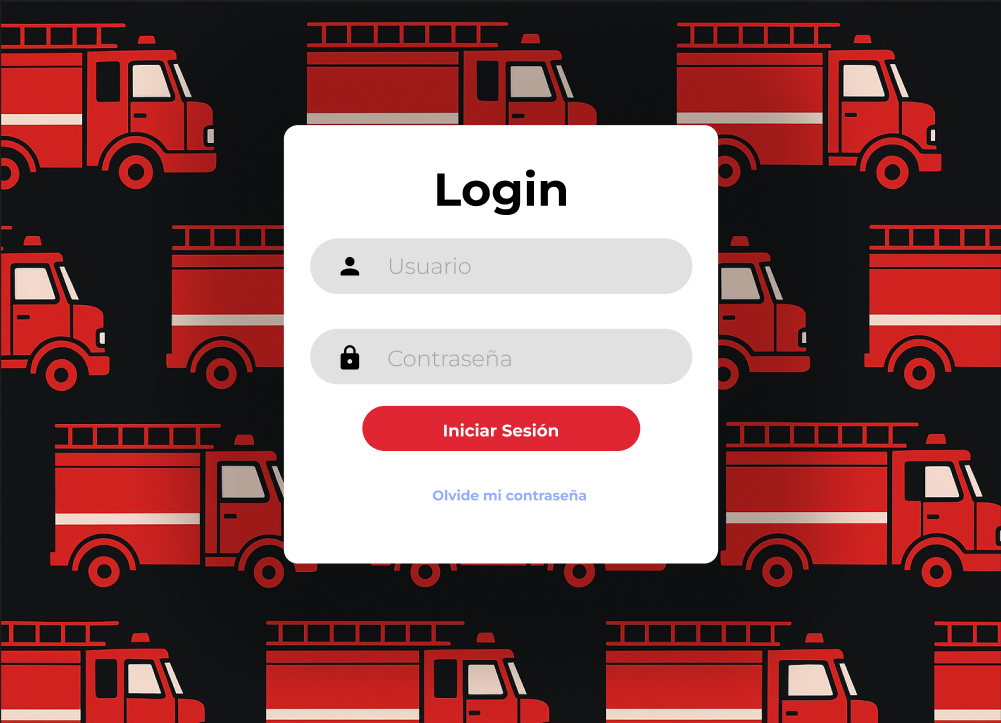 Login
Usuario
Contraseña
Iniciar Sesión
Olvide mi contraseña